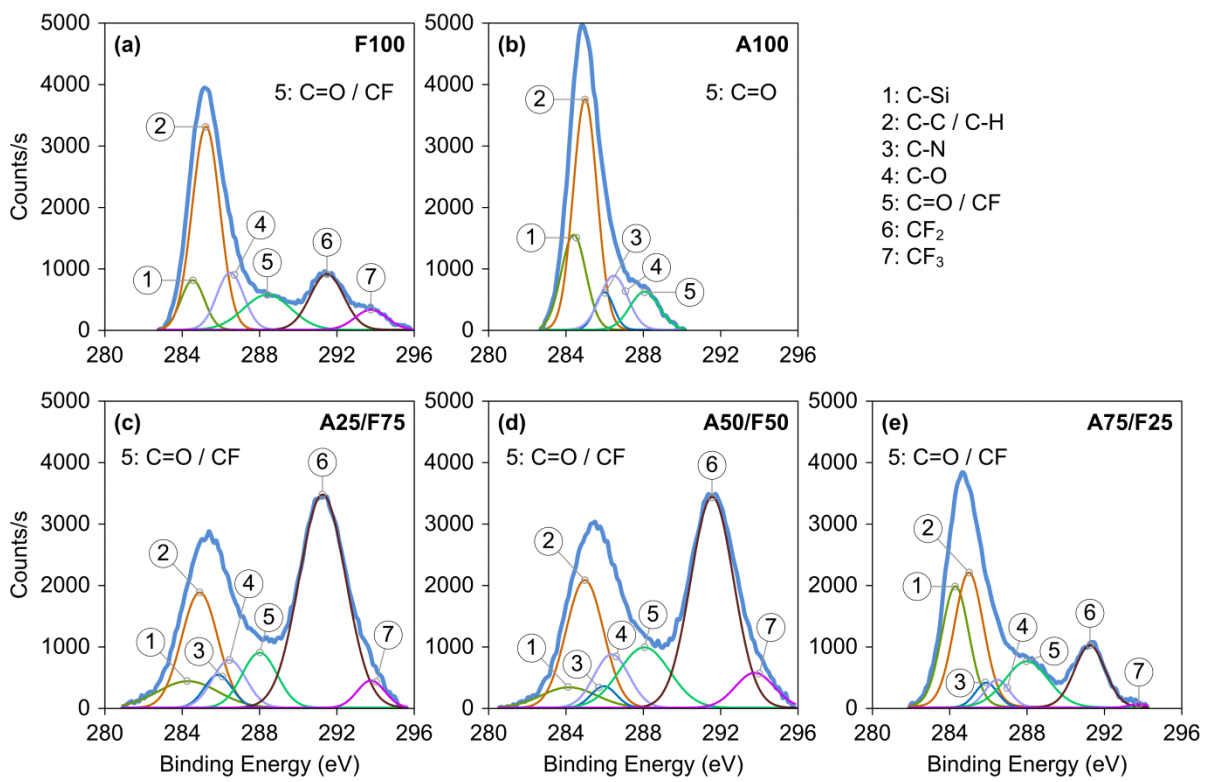 (a) F100
5: C=O / CF
2
4
5
6
7
1
5000
4000
3000
2000
1000
0
280 284 288 292 296
Counts/s
(b) A100
5: C=O
2
1
3
4
5
5000
4000
3000
2000
1000
0
280 284 288 292 296
1: C-Si
2: C-C / C-H
3: C-N
4: C-O
5: C=O / CF
6: CF₂
7: CF₃
(c) A25/F75
5: C=O / CF
6
2
4
5
1
3
7
5000
4000
3000
2000
1000
0
280 284 288 292 296
Counts/s
Binding Energy (eV)
(d) A50/F50
5: C=O / CF
6
2
5
4
1
3
7
5000
4000
3000
2000
1000
0
280 284 288 292 296
Binding Energy (eV)
(e) A75/F25
5: C=O / CF
2
1
4
6
5
3
7
280 284 288 292 296
5000
4000
3000
2000
1000
0
Binding Energy (eV)